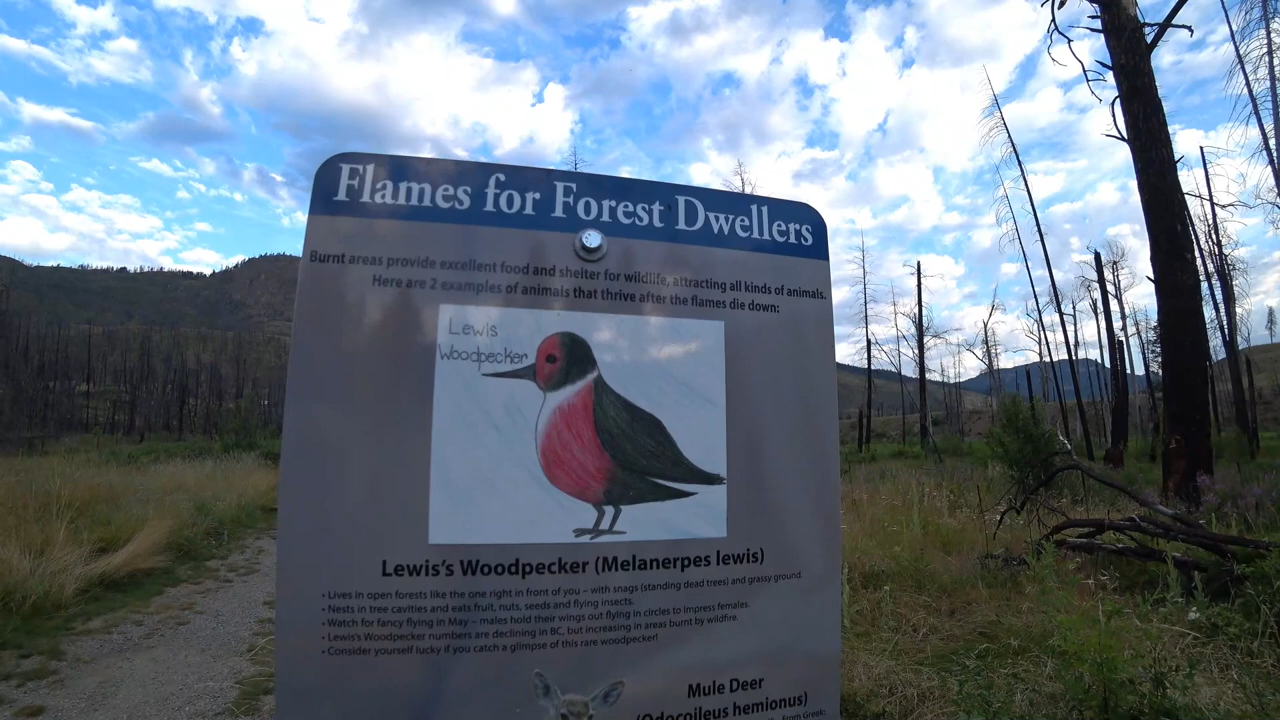 Flames for Forest Dwellers
Burnt areas provide excellent food and shelter for wildlife, attracting all kinds of animals.
Here are 2 examples of animals that thrive after the flames die down:
Lewis
Woodpecker
Lewis's Woodpecker (Melanerpes lewis)
• Lives in open forests like the one right in front of you – with snags (standing dead trees) and grassy ground.
• Nests in tree cavities and eats fruit, nuts, seeds and flying insects.
• Watch for fancy flying in May – males hold their wings out flying in circles to impress females.
• Lewis's Woodpecker numbers are declining in BC, but increasing in areas burnt by wildfire.
• Consider yourself lucky if you catch a glimpse of this rare woodpecker!
Mule Deer
(Odocoileus hemionus)
from Greek: